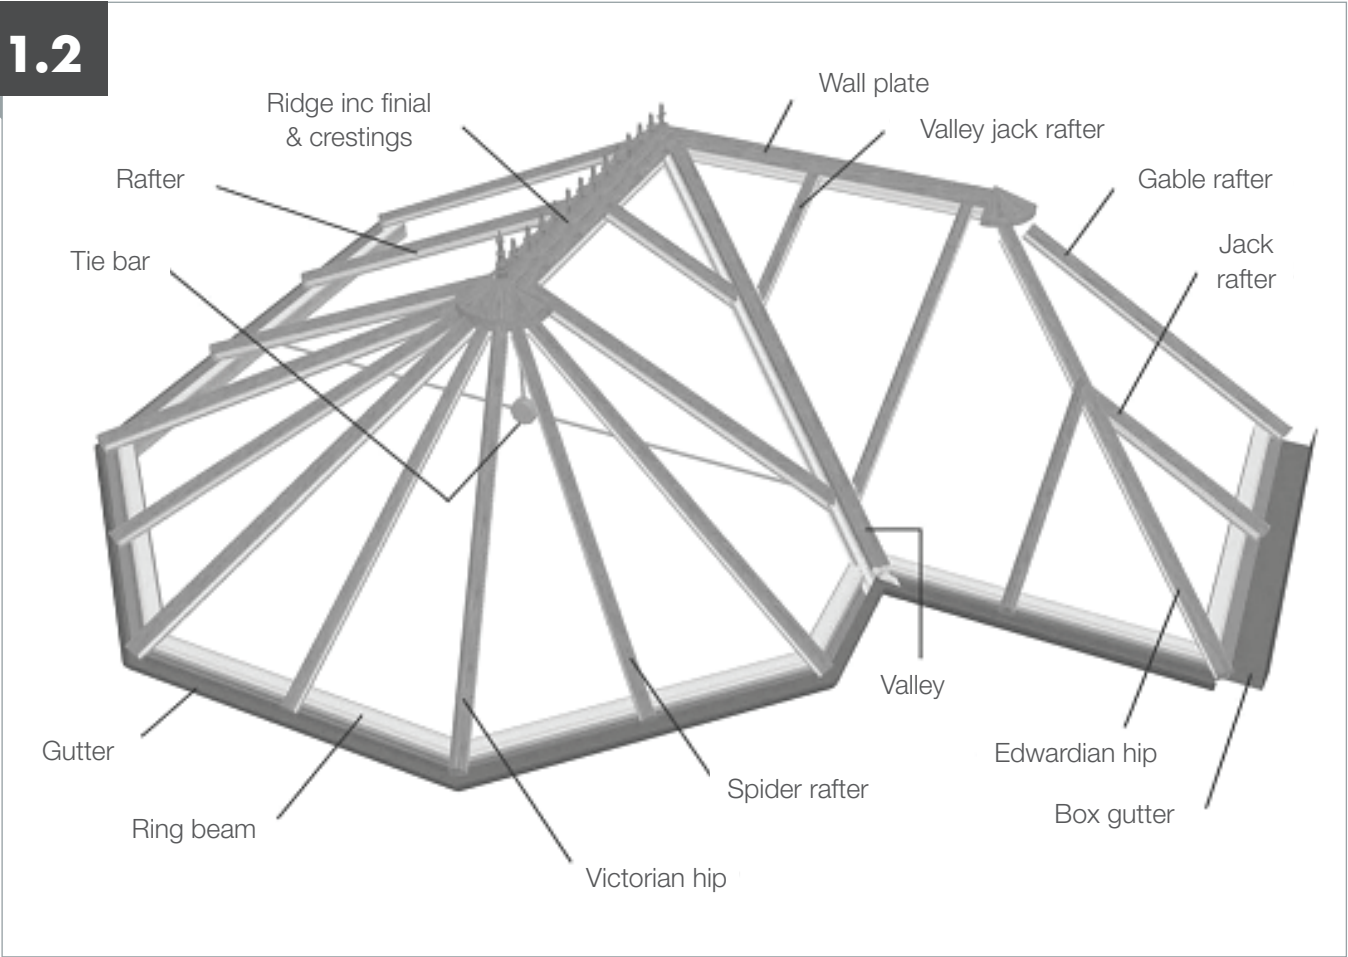 1.2
Wall plate
Ridge inc finial
& crestings
Valley jack rafter
Rafter
Gable rafter
Jack
rafter
Tie bar
Valley
Gutter
Edwardian hip
Spider rafter
Box gutter
Ring beam
Victorian hip